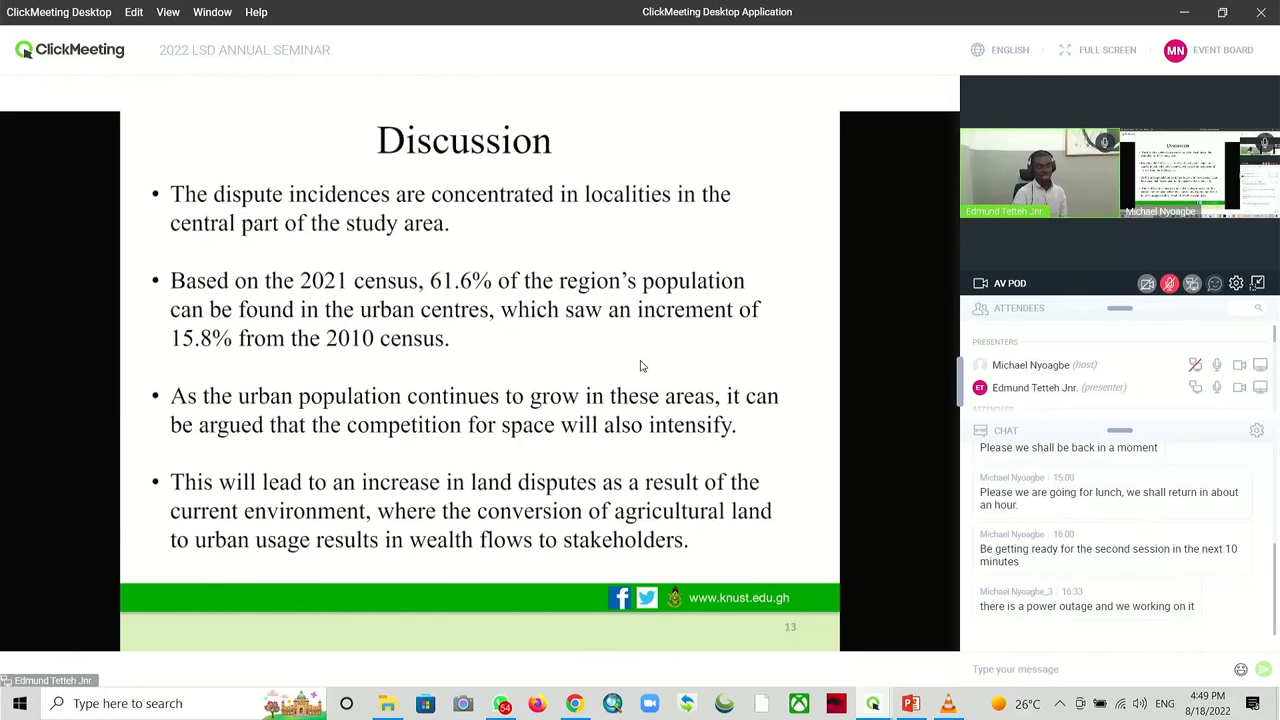 ClickMeeting Desktop Edit View Window Help
ClickMeeting Desktop Application
ClickMeeting
2022 LSD ANNUAL SEMINAR
ENGLISH
FULL SCREEN
MN
EVENT BOARD
Discussion
• The dispute incidences are concentrated in localities in the
central part of the study area.
• Based on the 2021 census, 61.6% of the region's population
can be found in the urban centres, which saw an increment of
15.8% from the 2010 census.
• As the urban population continues to grow in these areas, it can
be argued that the competition for space will also intensify.
• This will lead to an increase in land disputes as a result of the
current environment, where the conversion of agricultural land
to urban usage results in wealth flows to stakeholders.
www.knust.edu.gh
13
Edmund Tetteh Jnr.
Edmund Tetteh Jnr.
Michael Nyoagbe
Discussion
AV POD
ATTENDEES
PRESENTERS
Michael Nyoagbe (host)
ET Edmund Tetteh Jnr. (presenter)
ATTENDEES
CHAT
Please we shall be back in a moment
Michael Nyoagbe 15:00
Please we are going for lunch, we shall return in about
an hour.
Michael Nyoagbe 16:00
Be getting ready for the second session in the next 10
minutes
Michael Nyoagbe_3 16:33
there is a power outage and we working on it
Type your message
Type here to search
54
26°C
ENG
4:49 PM
8/18/2022